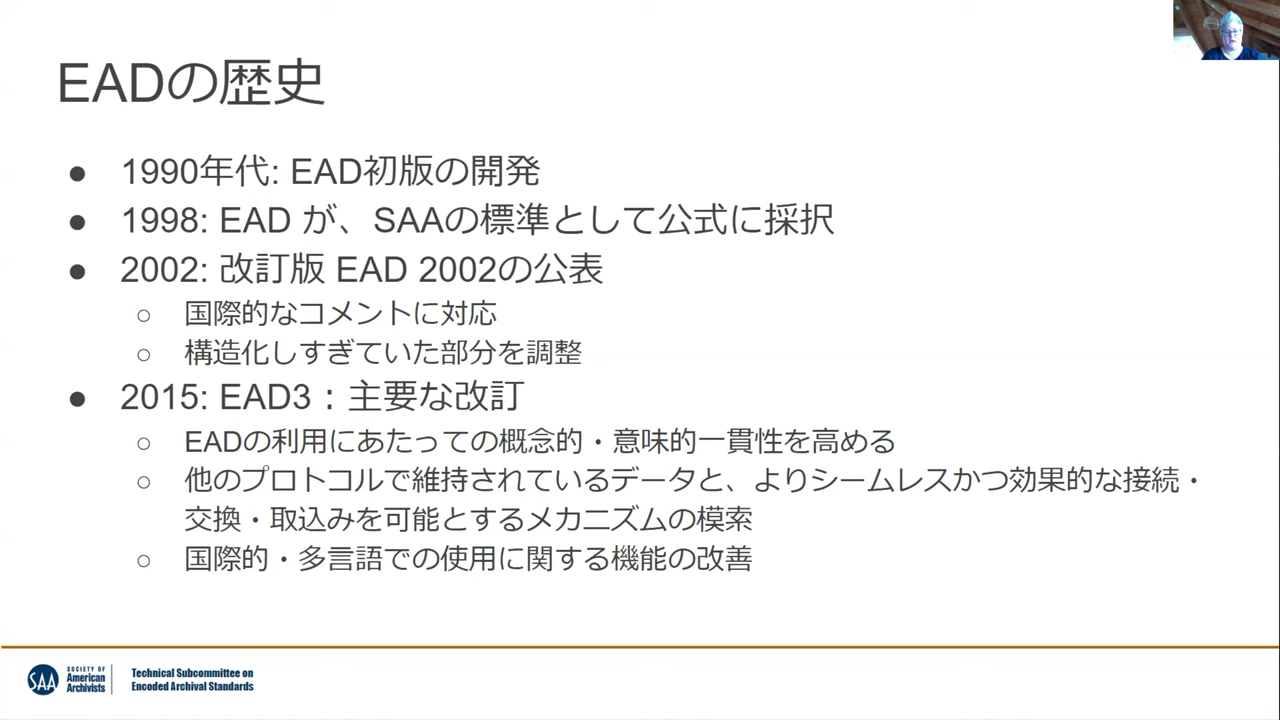 EADの歴史
● 1990年代: EAD初版の開発
● 1998: EAD が、SAAの標準として公式に採択
● 2002: 改訂版 EAD 2002の公表
○ 国際的なコメントに対応
○ 構造化しすぎていた部分を調整
● 2015: EAD3：主要な改訂
○ EADの利用にあたっての概念的・意味的一貫性を高める
○ 他のプロトコルで維持されているデータと、よりシームレスかつ効果的な接続・
交換・取込みを可能とするメカニズムの模索
○ 国際的・多言語での使用に関する機能の改善
SAA
SOCIETY OF
American
Archivists
Technical Subcommittee on
Encoded Archival Standards